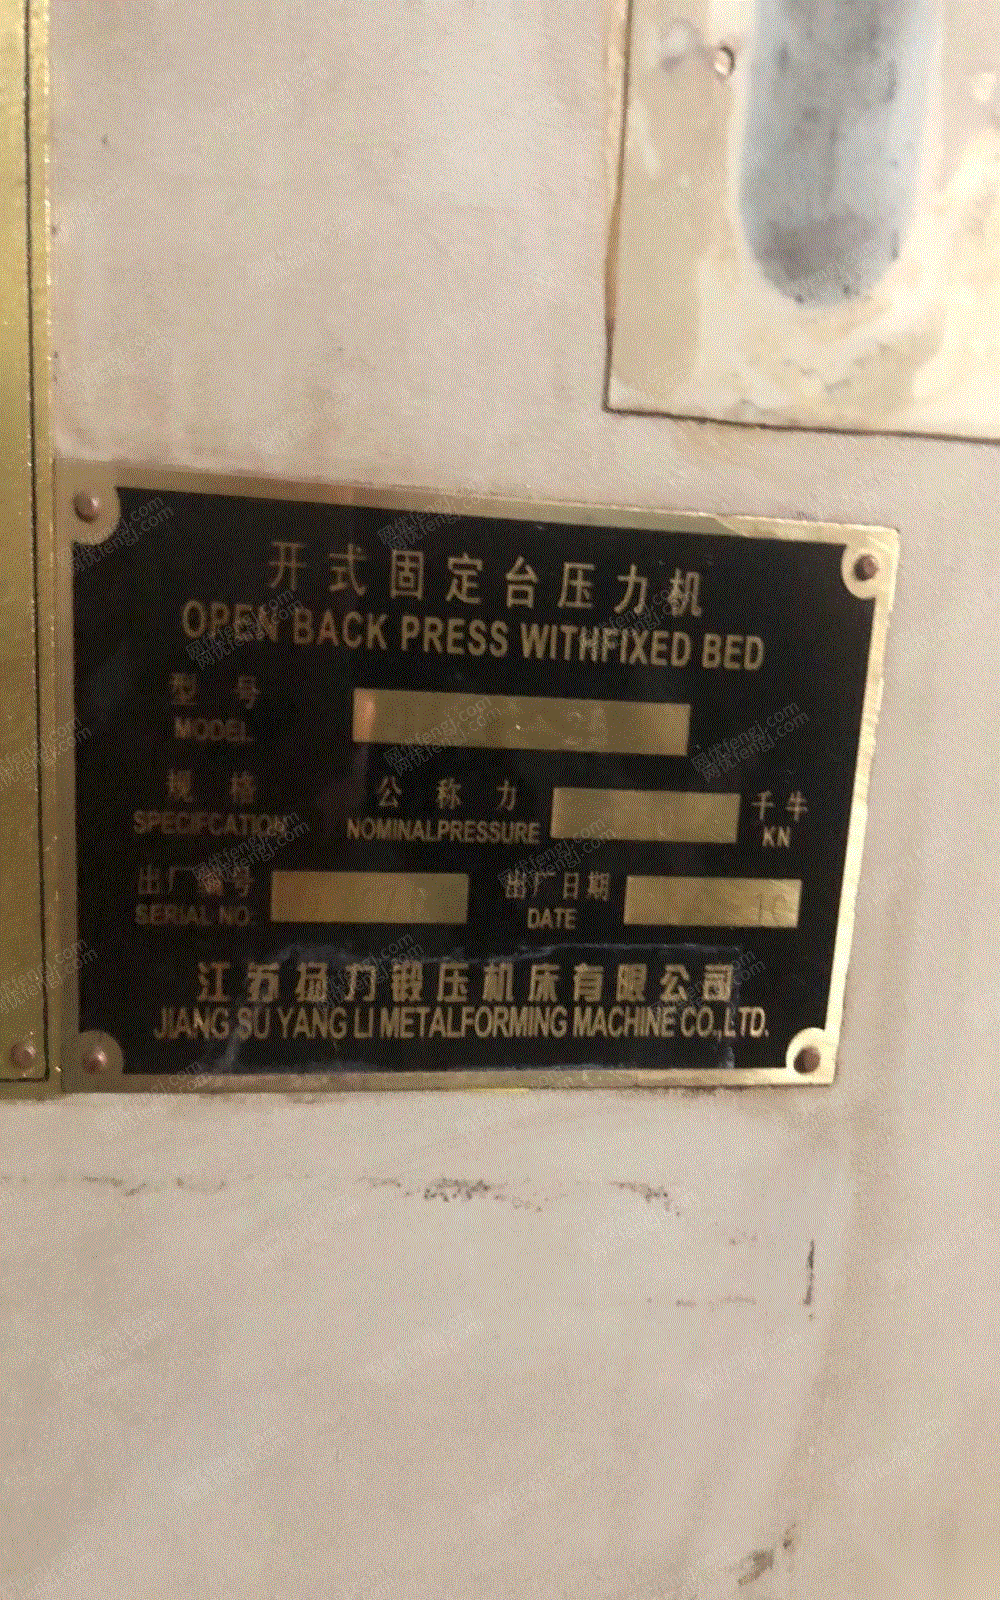 开式固定台压力机
OPEN BACK PRESS WITHFIXED BED
型号
MODEL
规格 公称力 千牛
SPECIFCATION NOMINALPRESSURE KN
出厂编号 出厂日期
SERIAL NO: DATE
江苏扬力锻压机床有限公司
JIANG SU YANG LI METALFORMING MACHINE CO.,LTD.